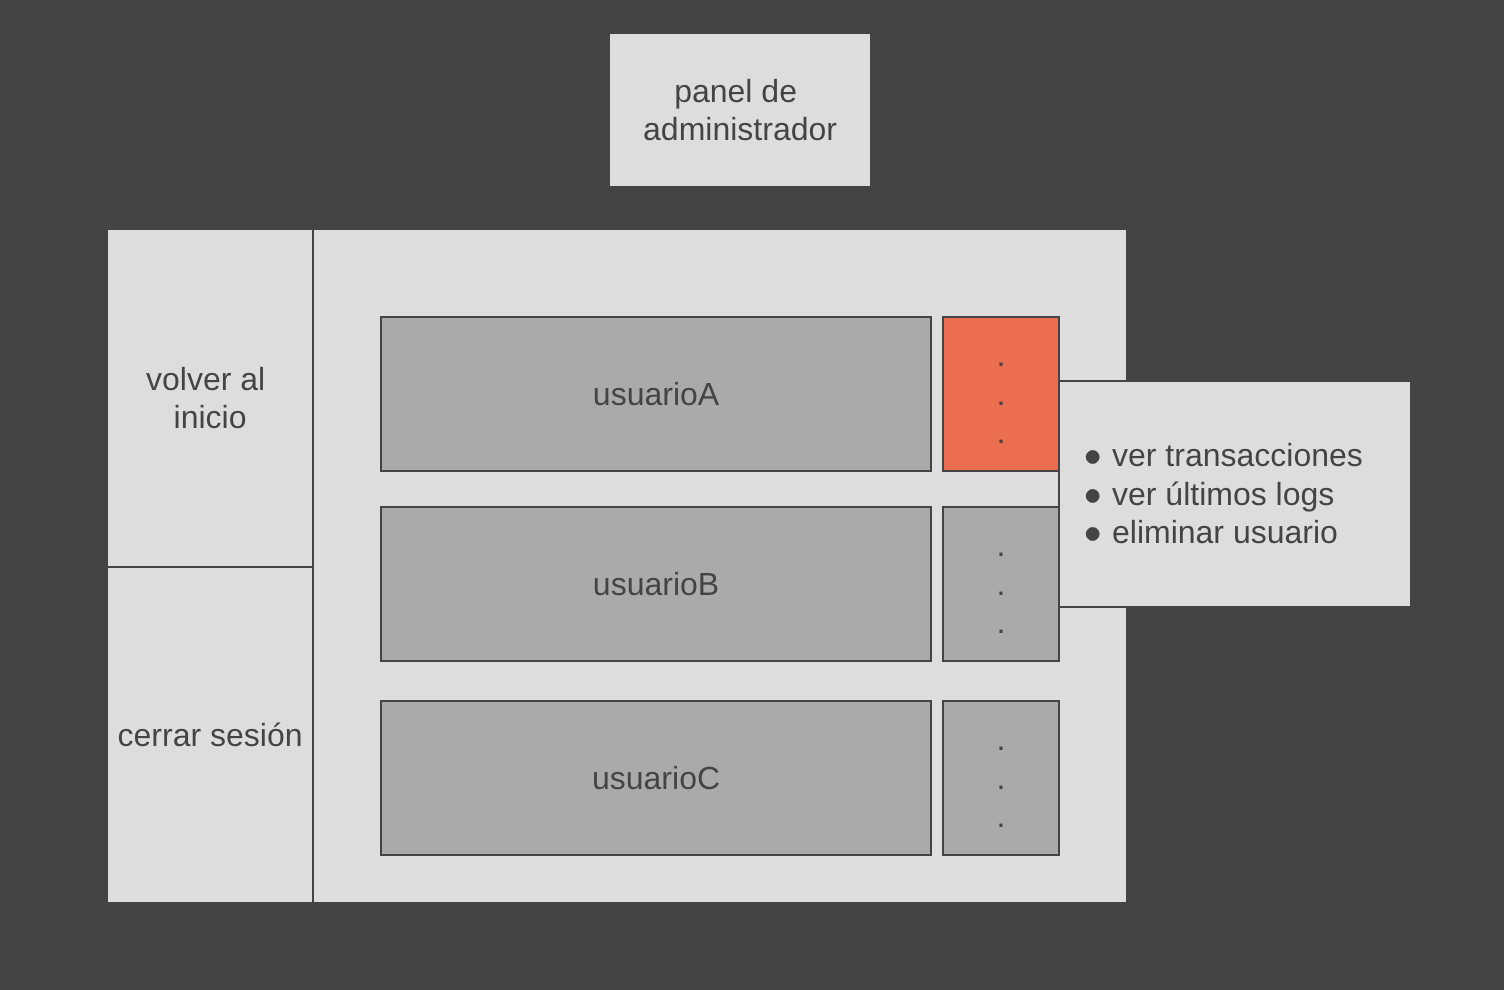 panel de
administrador
volver al
inicio
cerrar sesión
usuarioA
.
.
.
● ver transacciones
● ver últimos logs
● eliminar usuario
usuarioB
.
.
.
usuarioC
.
.
.